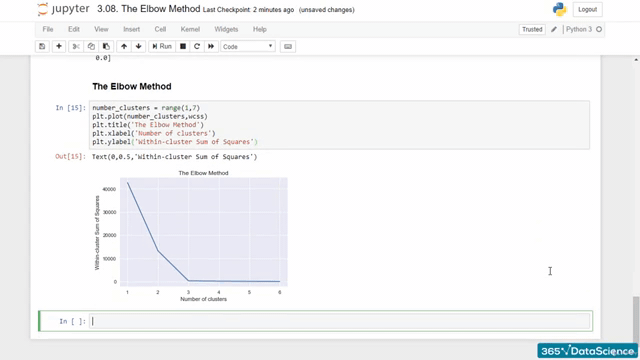 jupyter 3.08. The Elbow Method Last Checkpoint: 2 minutes ago (unsaved changes) Logout
File Edit View Insert Cell Kernel Widgets Help Trusted Python 3
Run Code
0.0]
The Elbow Method
In [15]: number_clusters = range(1,7)
plt.plot(number_clusters,wcss)
plt.title('The Elbow Method')
plt.xlabel('Number of clusters')
plt.ylabel('Within-cluster Sum of Squares')
Out[15]: Text(0,0.5,'Within-cluster Sum of Squares')
The Elbow Method
Within-cluster Sum of Squares
40000
30000
20000
10000
0
1 2 3 4 5 6
Number of clusters
In [ ]:
365 DataScience